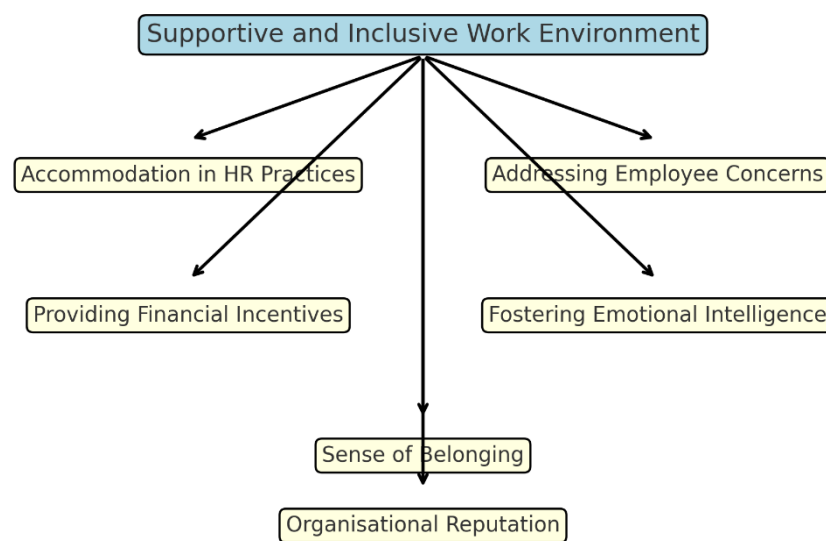 Supportive and Inclusive Work Environment
Accommodation in HR Practices
Addressing Employee Concerns
Providing Financial Incentives
Fostering Emotional Intelligence
Sense of Belonging
Organisational Reputation